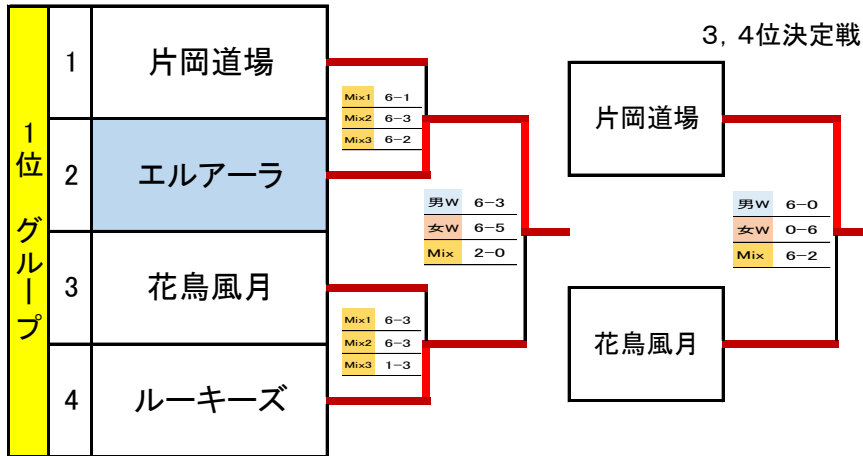 1位 グループ
1 片岡道場
2 エルアーラ
3 花鳥風月
4 ルーキーズ
Mix1 6-1
Mix2 6-3
Mix3 6-2
Mix1 6-3
Mix2 6-3
Mix3 1-3
男W 6-3
女W 6-5
Mix 2-0
3，4位決定戦
片岡道場
花鳥風月
男W 6-0
女W 0-6
Mix 6-2